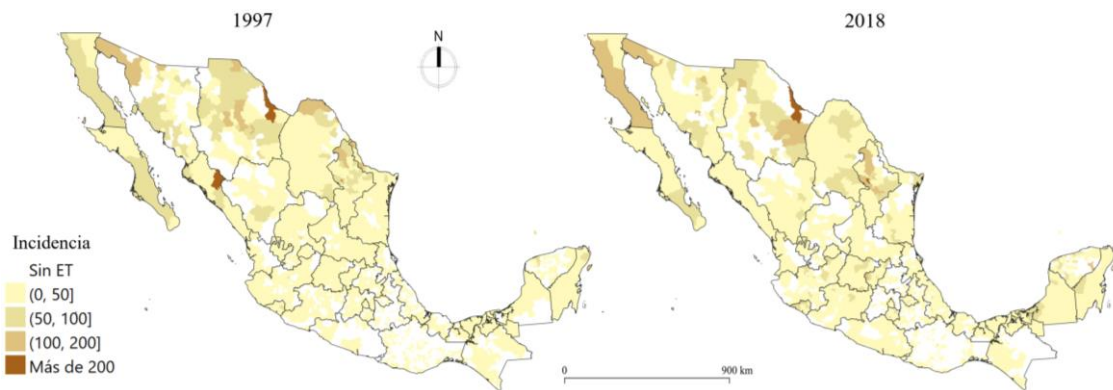 1997
2018
N
Incidencia
Sin ET
(0, 50]
(50, 100]
(100, 200]
Más de 200
0
900 km